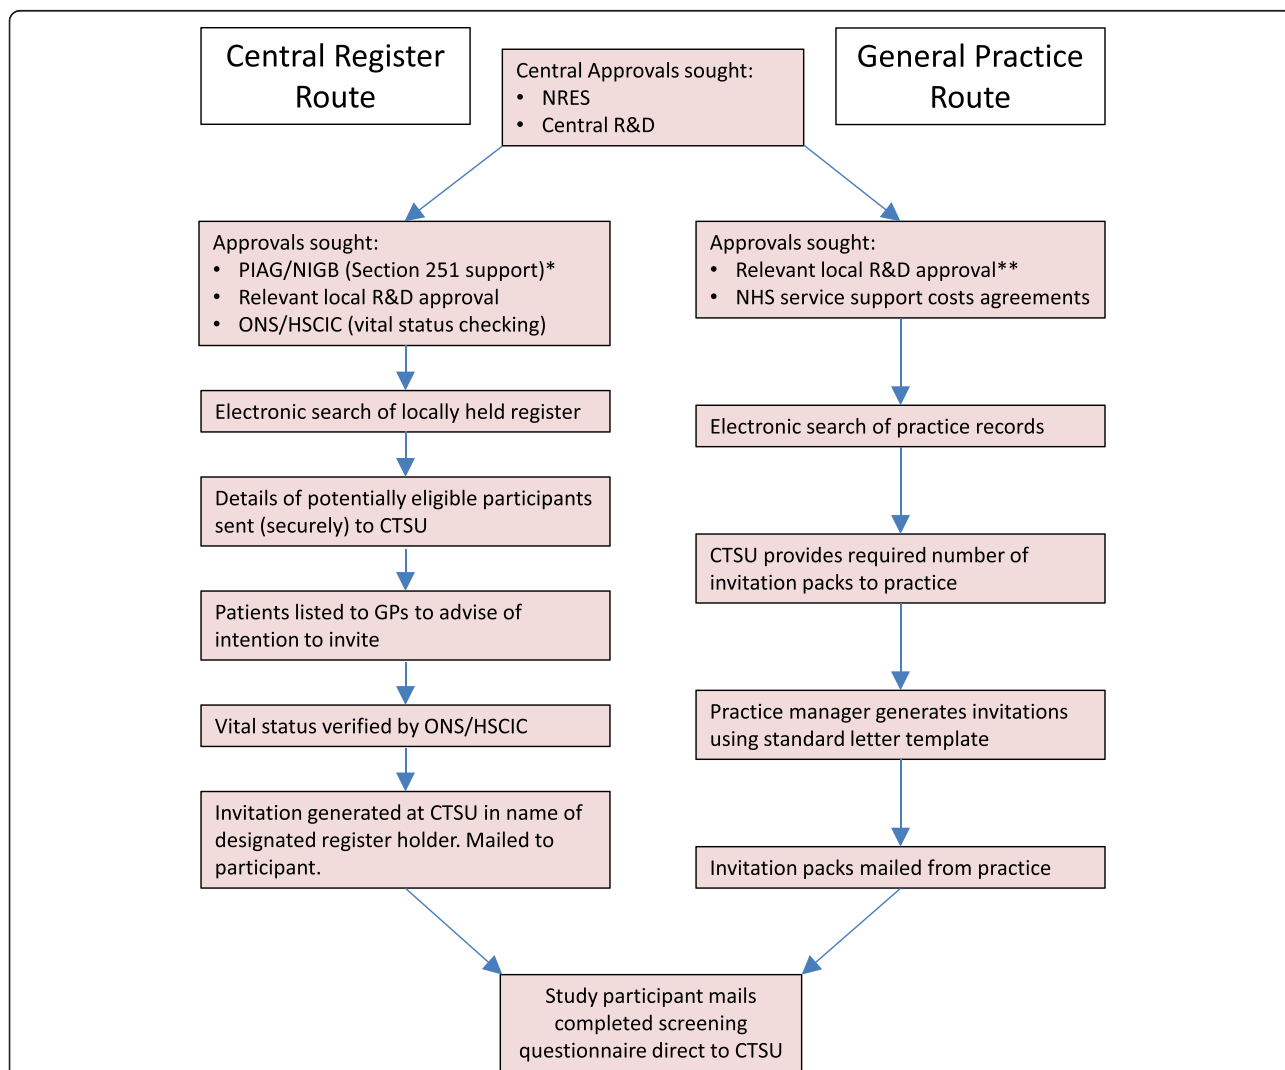 Central Register
Route
Central Approvals sought:
• NRES
• Central R&D
General Practice
Route
Approvals sought:
• PIAG/NIGB (Section 251 support)*
• Relevant local R&D approval
• ONS/HSCIC (vital status checking)
Electronic search of locally held register
Details of potentially eligible participants
sent (securely) to CTSU
Patients listed to GPs to advise of
intention to invite
Vital status verified by ONS/HSCIC
Invitation generated at CTSU in name of
designated register holder. Mailed to
participant.
Approvals sought:
• Relevant local R&D approval**
• NHS service support costs agreements
Electronic search of practice records
CTSU provides required number of
invitation packs to practice
Practice manager generates invitations
using standard letter template
Invitation packs mailed from practice
Study participant mails
completed screening
questionnaire direct to CTSU